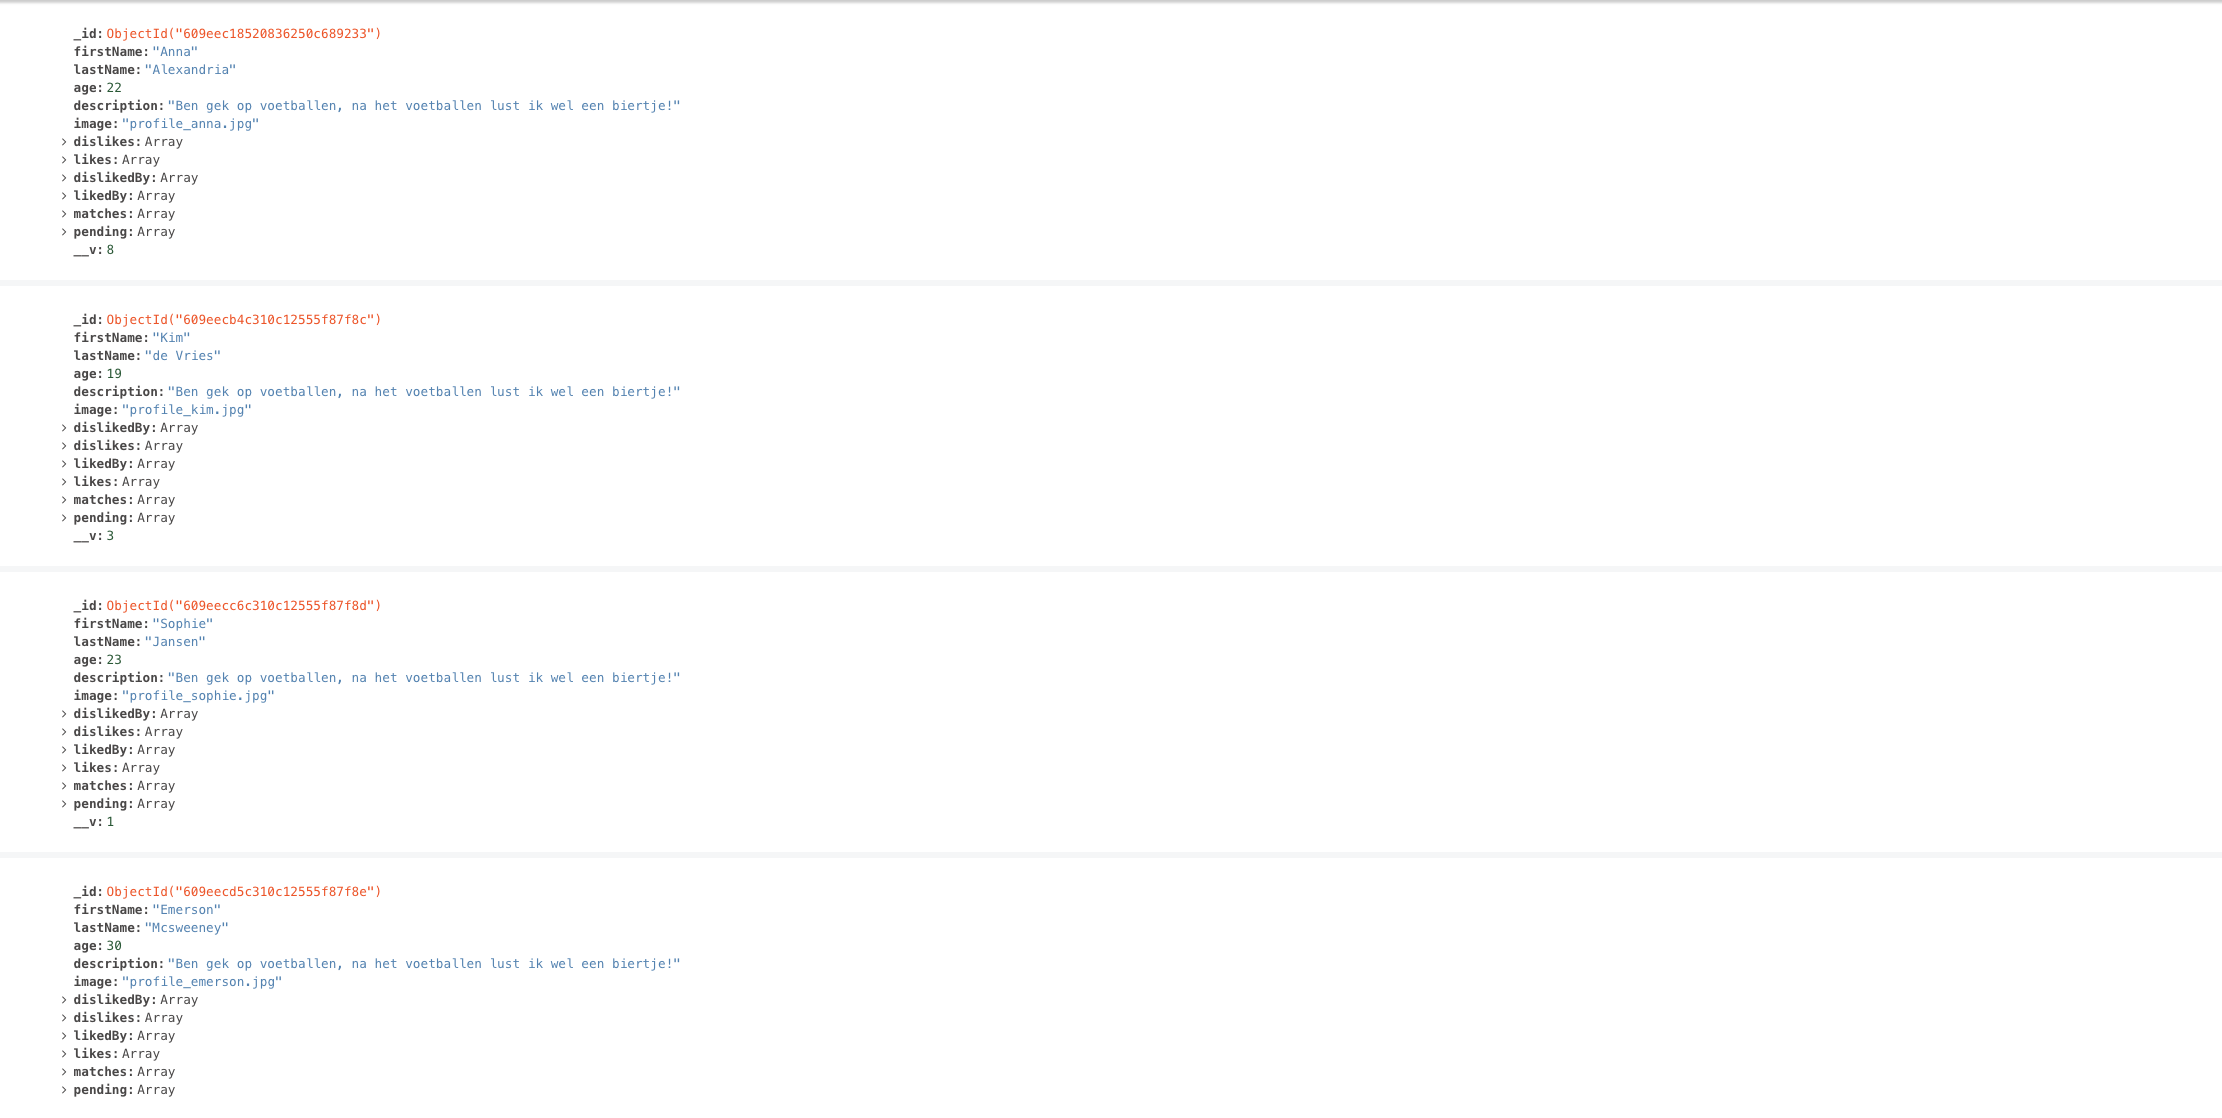 _id: ObjectId("609eec18520836250c689233")
firstName: "Anna"
lastName: "Alexandria"
age: 22
description: "Ben gek op voetballen, na het voetballen lust ik wel een biertje!"
image: "profile_anna.jpg"
> dislikes: Array
> likes: Array
> dislikedBy: Array
> likedBy: Array
> matches: Array
> pending: Array
__v: 8
_id: ObjectId("609eecb4c310c12555f87f8c")
firstName: "Kim"
lastName: "de Vries"
age: 19
description: "Ben gek op voetballen, na het voetballen lust ik wel een biertje!"
image: "profile_kim.jpg"
> dislikedBy: Array
> dislikes: Array
> likedBy: Array
> likes: Array
> matches: Array
> pending: Array
__v: 3
_id: ObjectId("609eecc6c310c12555f87f8d")
firstName: "Sophie"
lastName: "Jansen"
age: 23
description: "Ben gek op voetballen, na het voetballen lust ik wel een biertje!"
image: "profile_sophie.jpg"
> dislikedBy: Array
> dislikes: Array
> likedBy: Array
> likes: Array
> matches: Array
> pending: Array
__v: 1
_id: ObjectId("609eecd5c310c12555f87f8e")
firstName: "Emerson"
lastName: "Mcsweeney"
age: 30
description: "Ben gek op voetballen, na het voetballen lust ik wel een biertje!"
image: "profile_emerson.jpg"
> dislikedBy: Array
> dislikes: Array
> likedBy: Array
> likes: Array
> matches: Array
> pending: Array